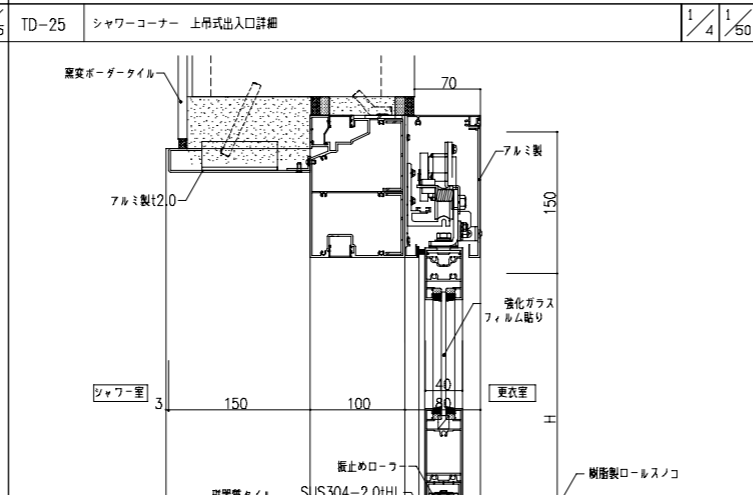 TD-25
シャワーコーナー 上吊式出入口詳細
1/4
1/50
窯変ボーダータイル
70
アルミ製
アルミ製t2.0
150
強化ガラス
フィルム貼り
シャワー室
3
150
100
40
80
更衣室
H
振止めローラー
樹脂製ロールスノコ
SUS304-2.0tHL